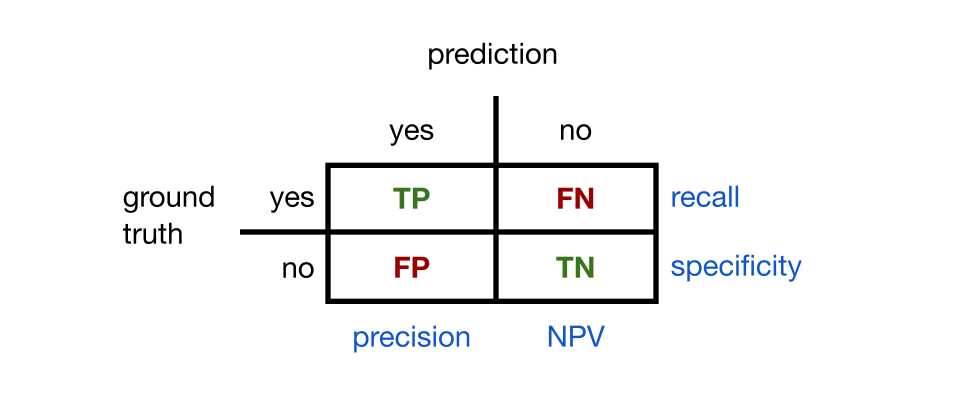 prediction
yes no
ground yes TP FN recall
truth
no FP TN specificity
precision NPV